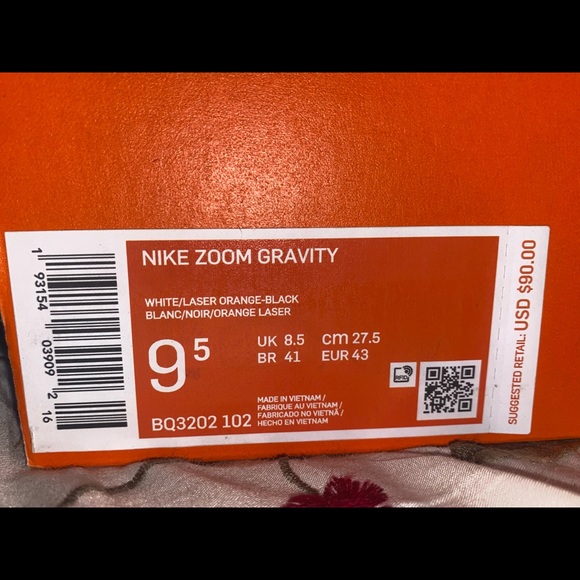 NIKE ZOOM GRAVITY
WHITE/LASER ORANGE-BLACK
BLANC/NOIR/ORANGE LASER
9⁵
UK 8.5 cm 27.5
BR 41 EUR 43
BQ3202 102
MADE IN VIETNAM /
FABRIQUE AU VIETNAM /
FABRICADO NO VIETNÃ /
HECHO EN VIETNAM
RFID
SUGGESTED RETAIL: USD $90.00
1 93154 03909 2 16